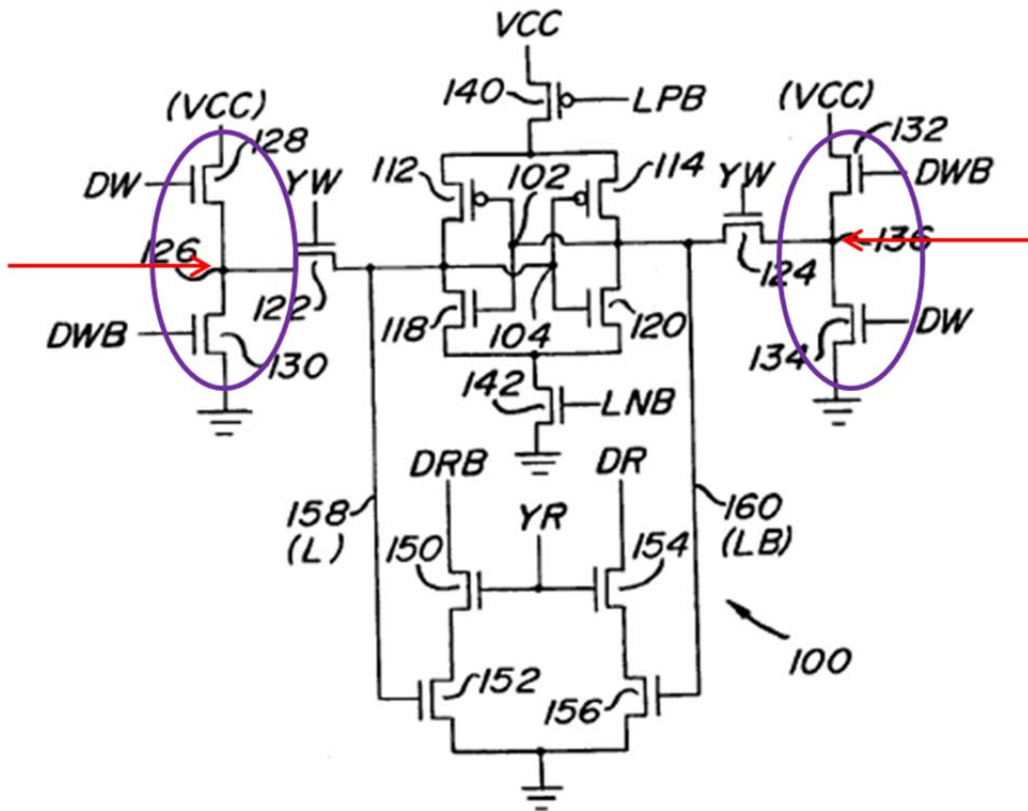 VCC
140
LPB
(VCC)
(VCC)
128
132
DW
YW
112
102
114
YW
DWB
126
136
122
124
118
104
120
DWB
130
134
DW
142
LNB
DRB
DR
158
(L)
YR
160
(LB)
150
154
100
152
156